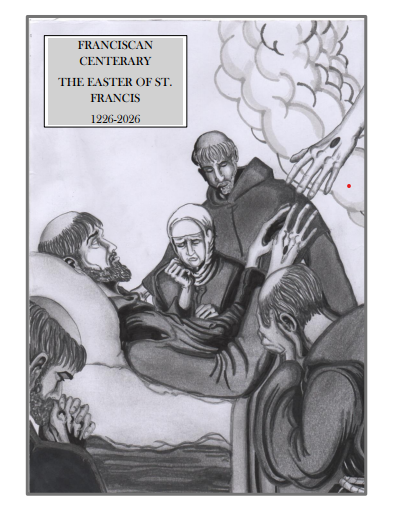 FRANCISCAN
CENTERARY
THE EASTER OF ST.
FRANCIS
1226-2026